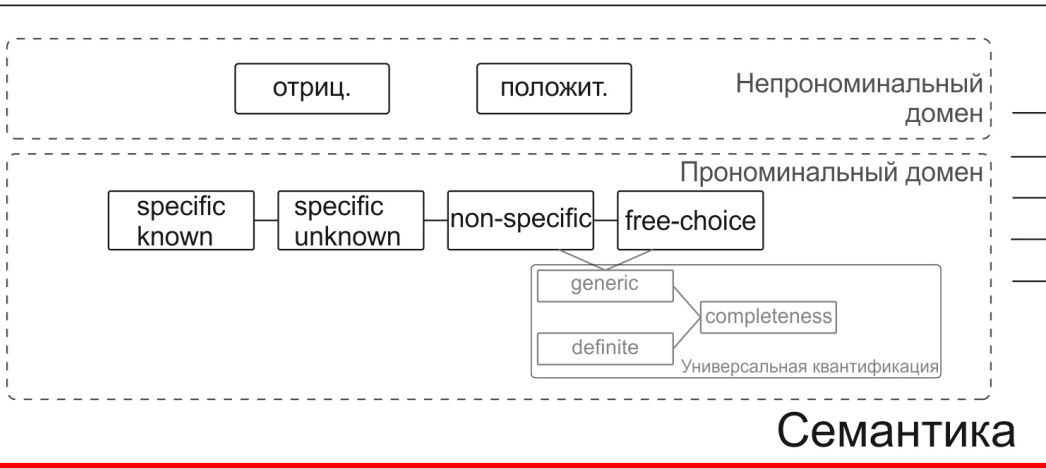 отриц.
положит.
Непрономинальный
домен
Прономинальный домен
specific
known
specific
unknown
non-specific
free-choice
generic
completeness
definite
Универсальная квантификация
Семантика